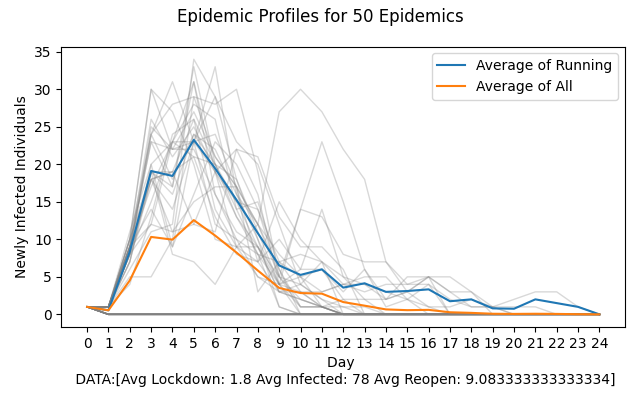 Epidemic Profiles for 50 Epidemics
Newly Infected Individuals
35
30
25
20
15
10
5
0
Average of Running
Average of All
0 1 2 3 4 5 6 7 8 9 10 11 12 13 14 15 16 17 18 19 20 21 22 23 24
Day
DATA:[Avg Lockdown: 1.8 Avg Infected: 78 Avg Reopen: 9.083333333333334]